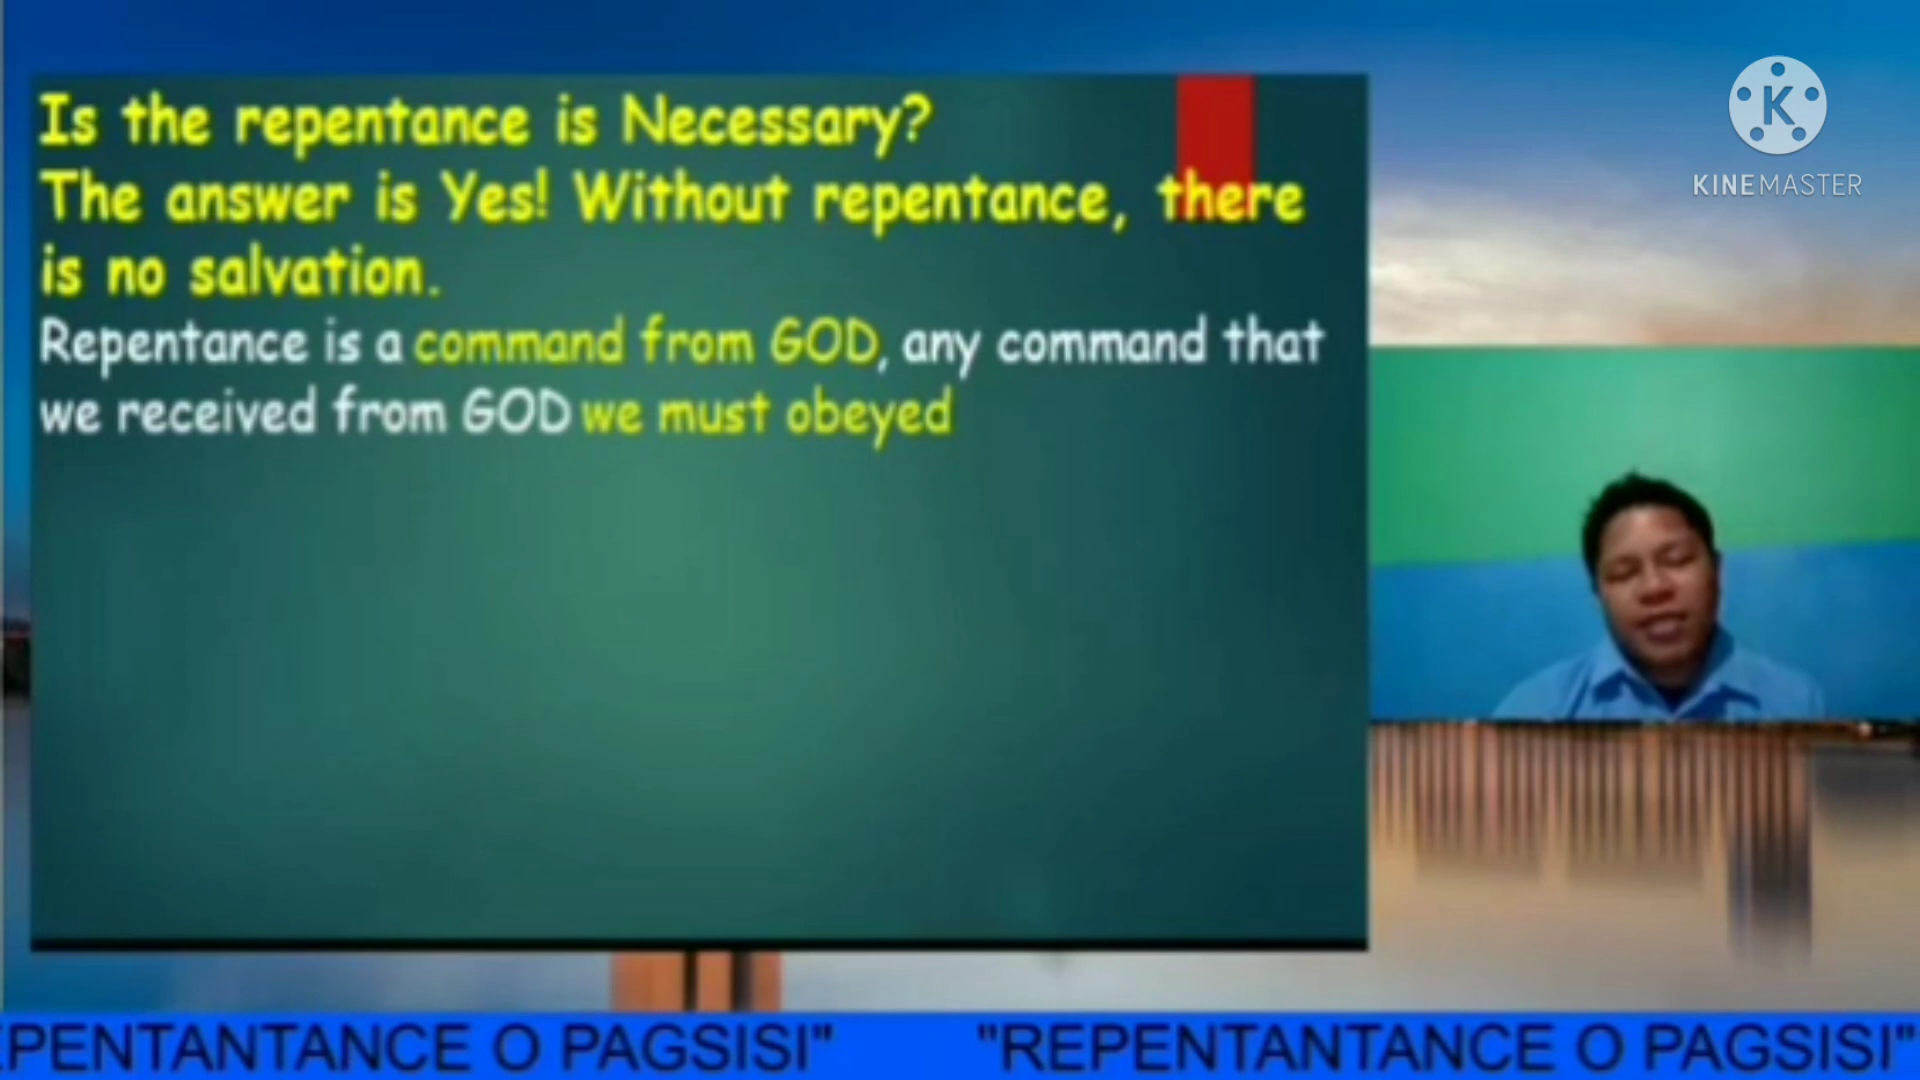 Is the repentance is Necessary?
The answer is Yes! Without repentance, there
is no salvation.
Repentance is a command from GOD, any command that
we received from GOD we must obeyed
K
KINEMASTER
EPENTANTANCE O PAGSISI" "REPENTANTANCE O PAGSISI"